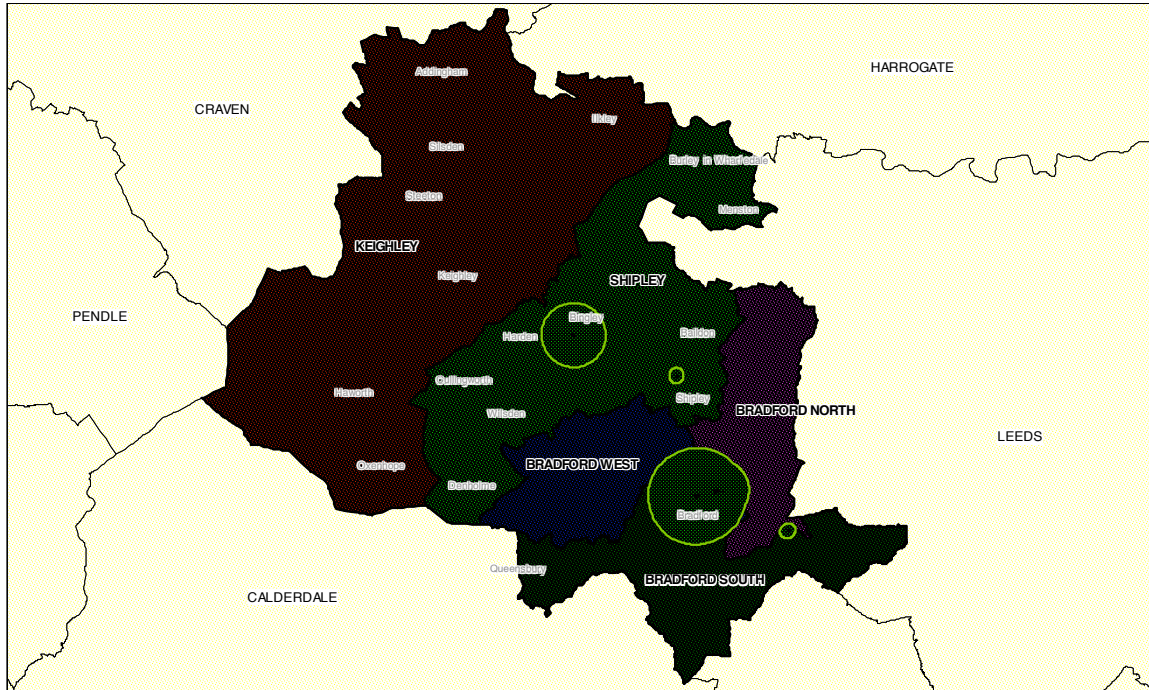 HARROGATE
Addingham
CRAVEN
Ilkley
Silsden
Burley in Wharfedale
Steeton
Menston
KEIGHLEY
Keighley
SHIPLEY
PENDLE
Bingley
Harden
Baildon
Cullingworth
Haworth
Shipley
Wilsden
BRADFORD NORTH
LEEDS
Oxenhope
BRADFORD WEST
Denholme
Bradford
Queensbury
BRADFORD SOUTH
CALDERDALE